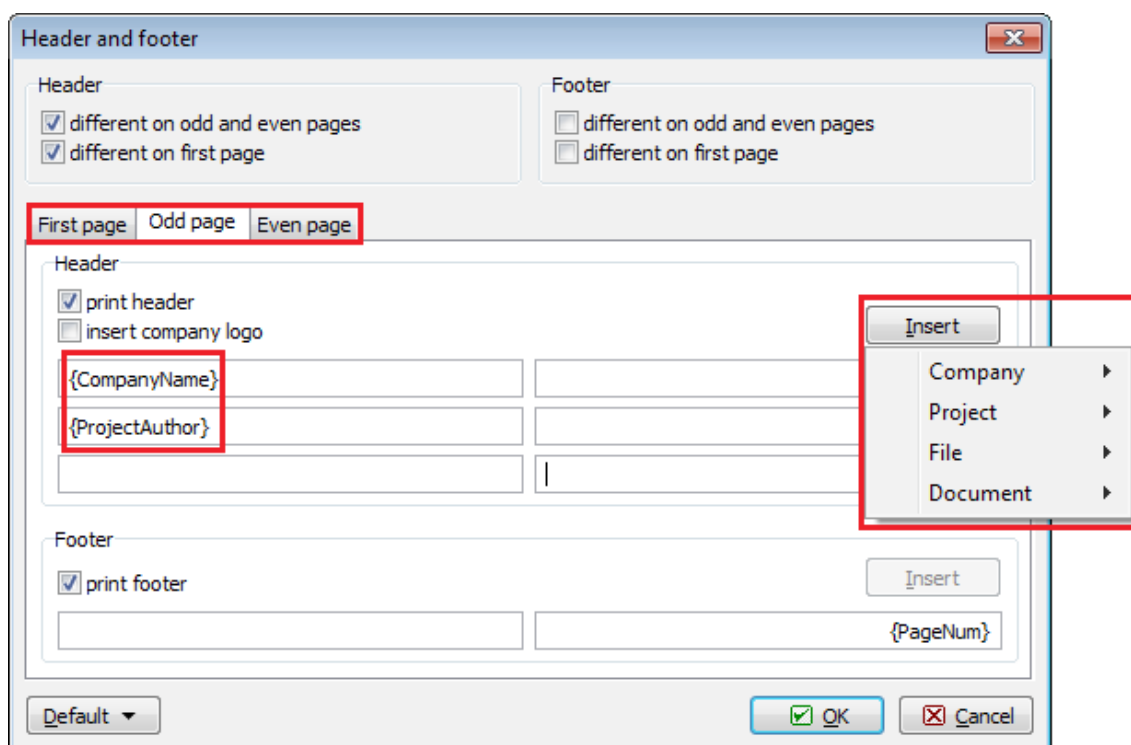 Header and footer
Header
different on odd and even pages
different on first page
Footer
different on odd and even pages
different on first page
First page
Odd page
Even page
Header
print header
insert company logo
Insert
Company
Project
File
Document
{CompanyName}
{ProjectAuthor}
Footer
print footer
Insert
{PageNum}
Default
OK
Cancel